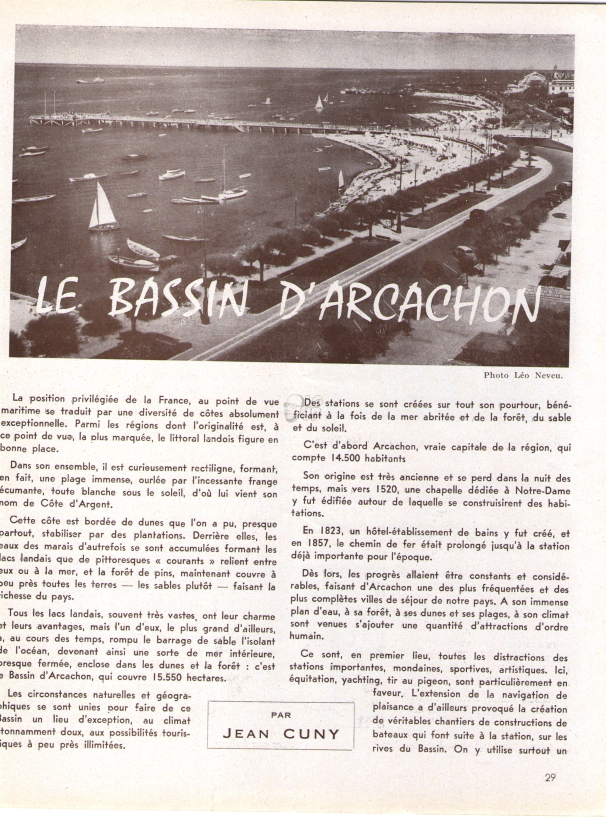 LE BASSIN D'ARCACHON
Photo Léo Neveu.
La position privilégiée de la France, au point de vue
maritime se traduit par une diversité de côtes absolument
exceptionnelle. Parmi les régions dont l'originalité est, à
ce point de vue, la plus marquée, le littoral landois figure en
bonne place.
Dans son ensemble, il est curieusement rectiligne, formant,
en fait, une plage immense, ourlée par l'incessante frange
écumante, toute blanche sous le soleil, d'où lui vient son
nom de Côte d'Argent.
Cette côte est bordée de dunes que l'on a pu, presque
partout, stabiliser par des plantations. Derrière elles, les
eaux des marais d'autrefois se sont accumulées formant les
lacs landais que de pittoresques « courants » relient entre
eux ou à la mer, et la forêt de pins, maintenant couvre à
peu près toutes les terres — les sables plutôt — faisant la
richesse du pays.
Tous les lacs landais, souvent très vastes, ont leur charme
et leurs avantages, mais l'un d'eux, le plus grand d'ailleurs,
a, au cours des temps, rompu le barrage de sable l'isolant
de l'océan, devenant ainsi une sorte de mer intérieure,
presque fermée, enclose dans les dunes et la forêt : c'est
le Bassin d'Arcachon, qui couvre 15.550 hectares.
Les circonstances naturelles et géogra-
phiques se sont unies pour faire de ce
Bassin un lieu d'exception, au climat
étonnamment doux, aux possibilités touris-
tiques à peu près illimitées.
PAR
JEAN CUNY
Des stations se sont créées sur tout son pourtour, béné-
ficiant à la fois de la mer abritée et de la forêt, du sable
et du soleil.
C'est d'abord Arcachon, vraie capitale de la région, qui
compte 14.500 habitants
Son origine est très ancienne et se perd dans la nuit des
temps, mais vers 1520, une chapelle dédiée à Notre-Dame
y fut édifiée autour de laquelle se construisirent des habi-
tations.
En 1823, un hôtel-établissement de bains y fut créé, et
en 1857, le chemin de fer était prolongé jusqu'à la station
déjà importante pour l'époque.
Dès lors, les progrès allaient être constants et considé-
rables, faisant d'Arcachon une des plus fréquentées et des
plus complètes villes de séjour de notre pays. A son immense
plan d'eau, à sa forêt, à ses dunes et ses plages, à son climat
sont venues s'ajouter une quantité d'attractions d'ordre
humain.
Ce sont, en premier lieu, toutes les distractions des
stations importantes, mondaines, sportives, artistiques. Ici,
équitation, yachting, tir au pigeon, sont particulièrement en
faveur. L'extension de la navigation de
plaisance a d'ailleurs provoqué la création
de véritables chantiers de constructions de
bateaux qui font suite à la station, sur les
rives du Bassin. On y utilise surtout un
29